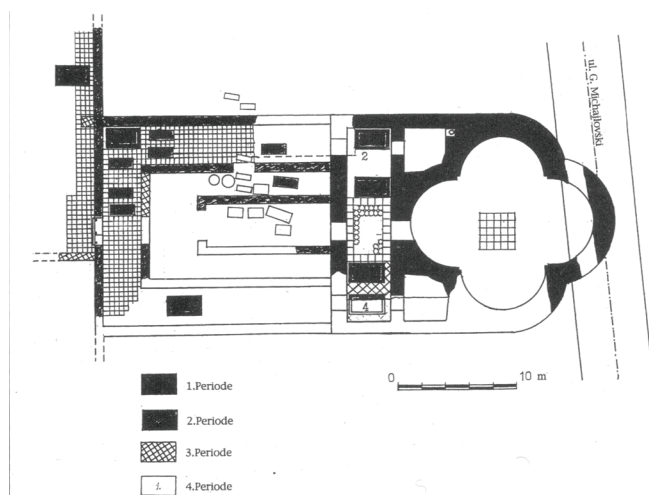 ul. G. Michajlovski
2
4
0 10 m
1.Periode
2.Periode
3.Periode
4.Periode